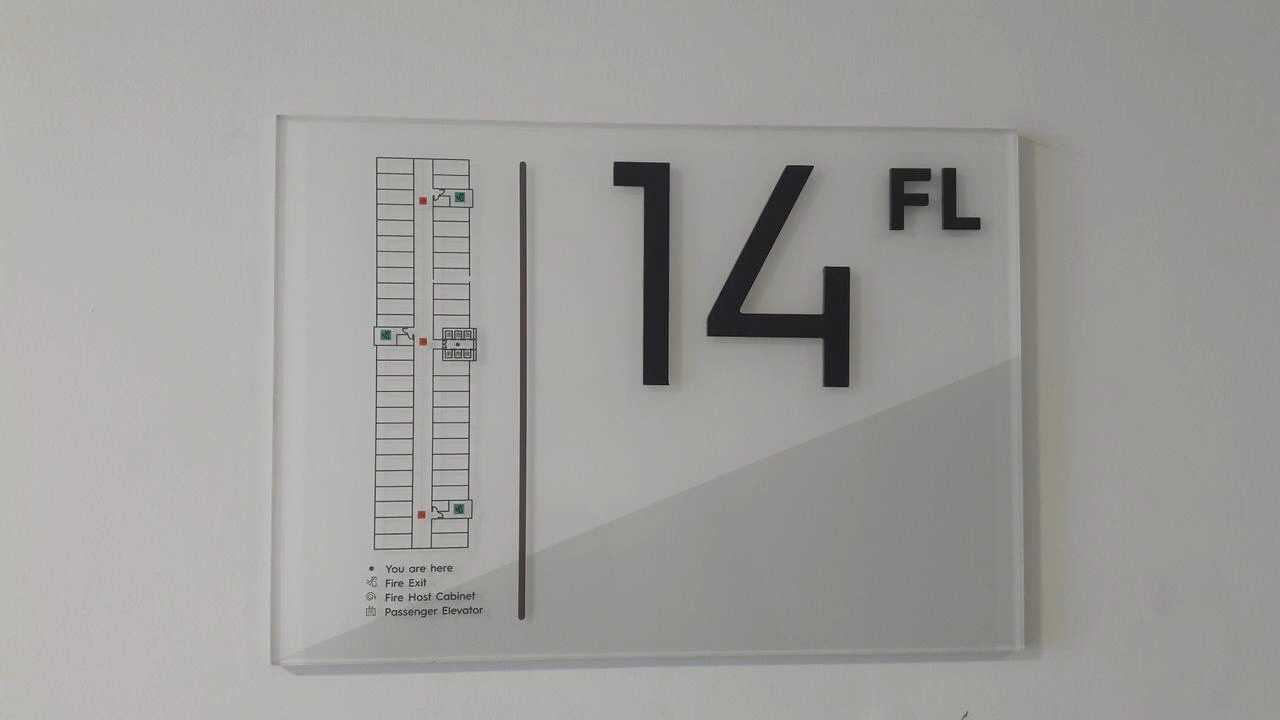 14 FL
You are here
Fire Exit
Fire Host Cabinet
Passenger Elevator